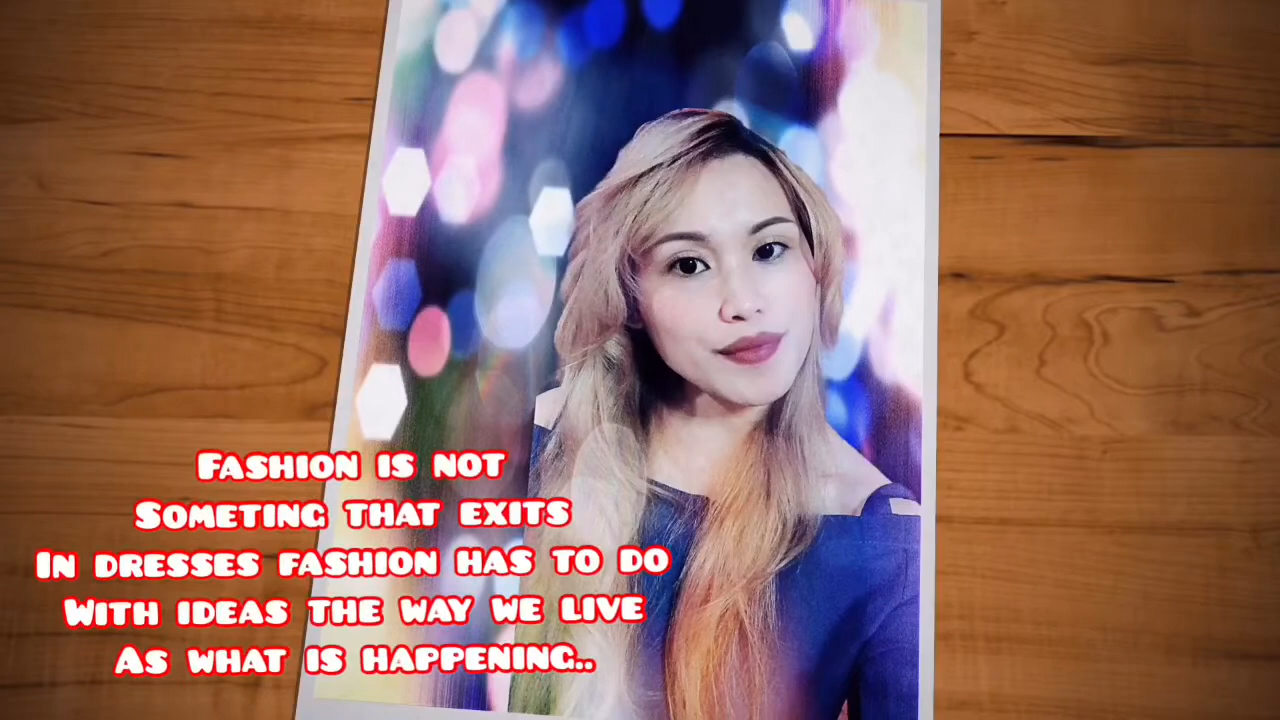 Fashion is not
Someting that exits
In dresses fashion has to do
With ideas the way we live
As what is happening..